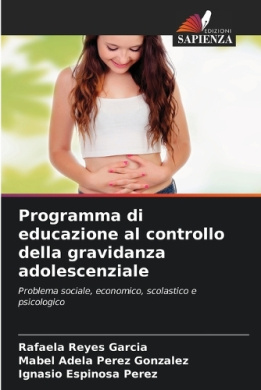 EDIZIONI
SAPIENZA
Programma di
educazione al controllo
della gravidanza
adolescenziale
Problema sociale, economico, scolastico e
psicologico
Rafaela Reyes Garcia
Mabel Adela Perez Gonzalez
Ignasio Espinosa Perez